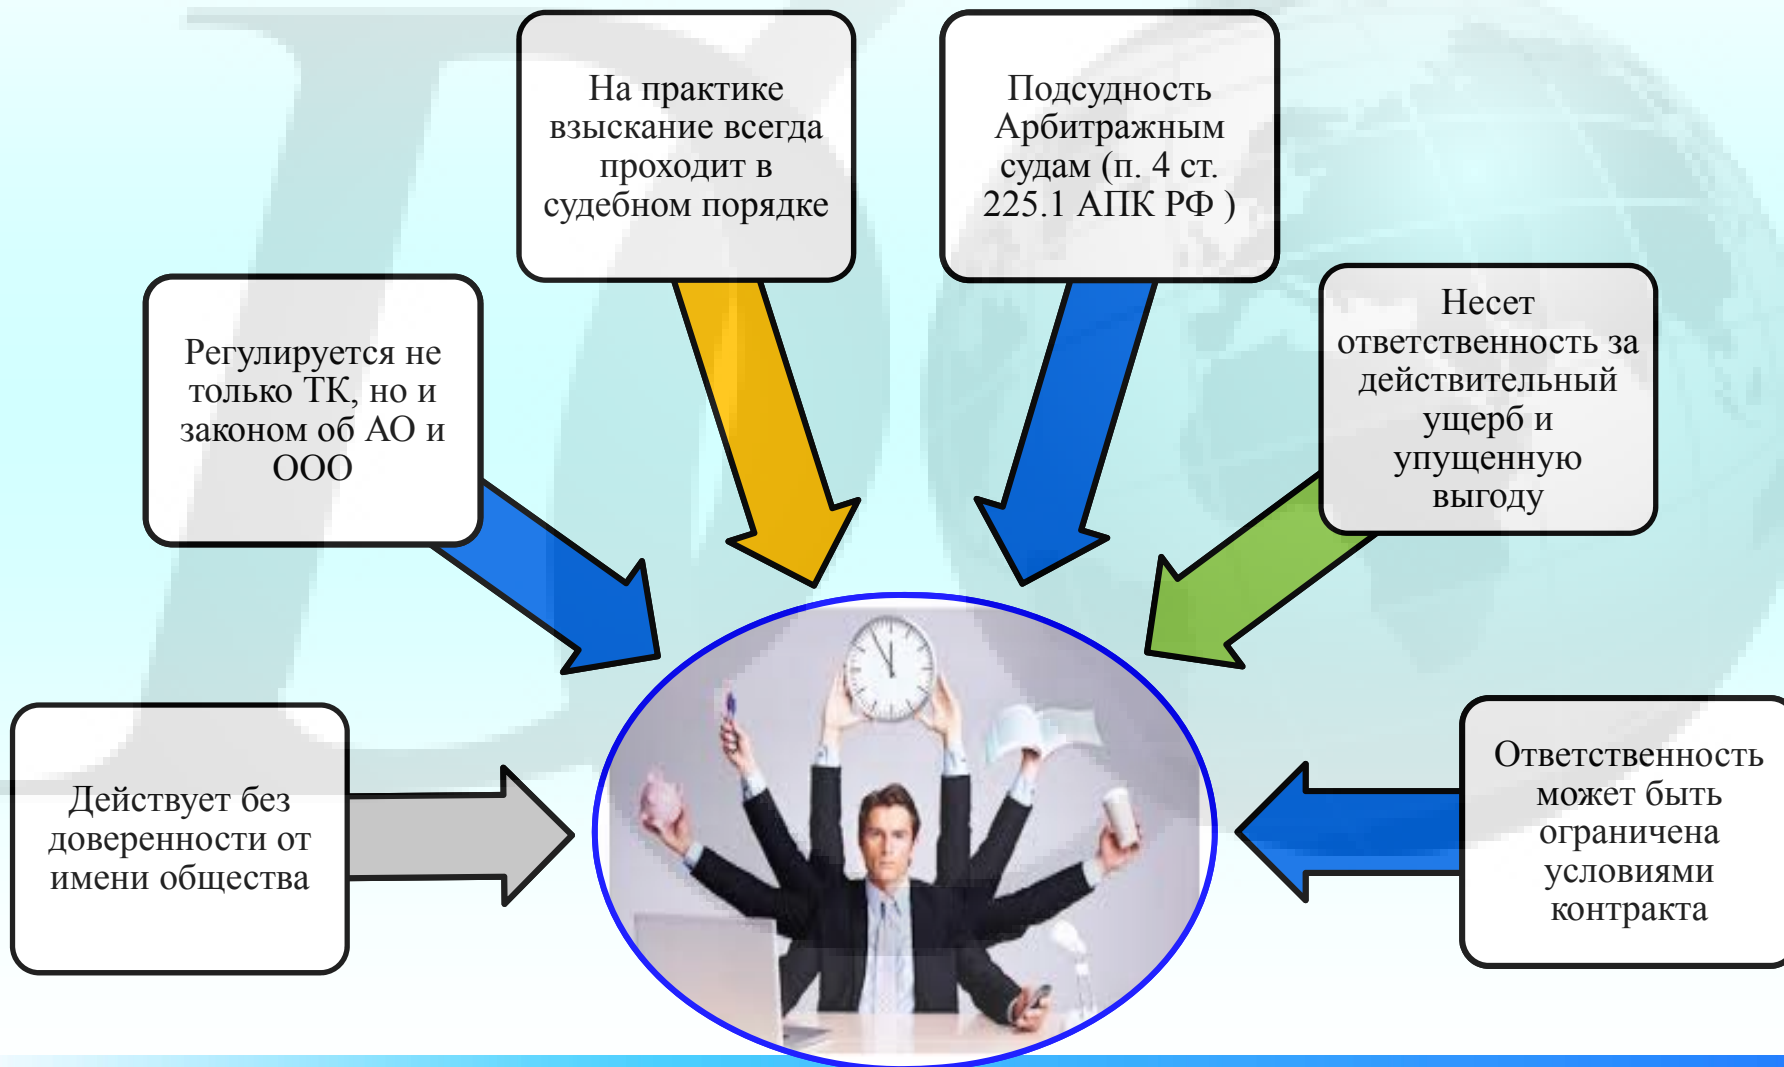 Действует без
доверенности от
имени общества
Регулируется не
только ТК, но и
законом об АО и
ООО
На практике
взыскание всегда
проходит в
судебном порядке
Подсудность
Арбитражным
судам (п. 4 ст.
225.1 АПК РФ )
Несет
ответственность за
действительный
ущерб и
упущенную
выгоду
Ответственность
может быть
ограничена
условиями
контракта